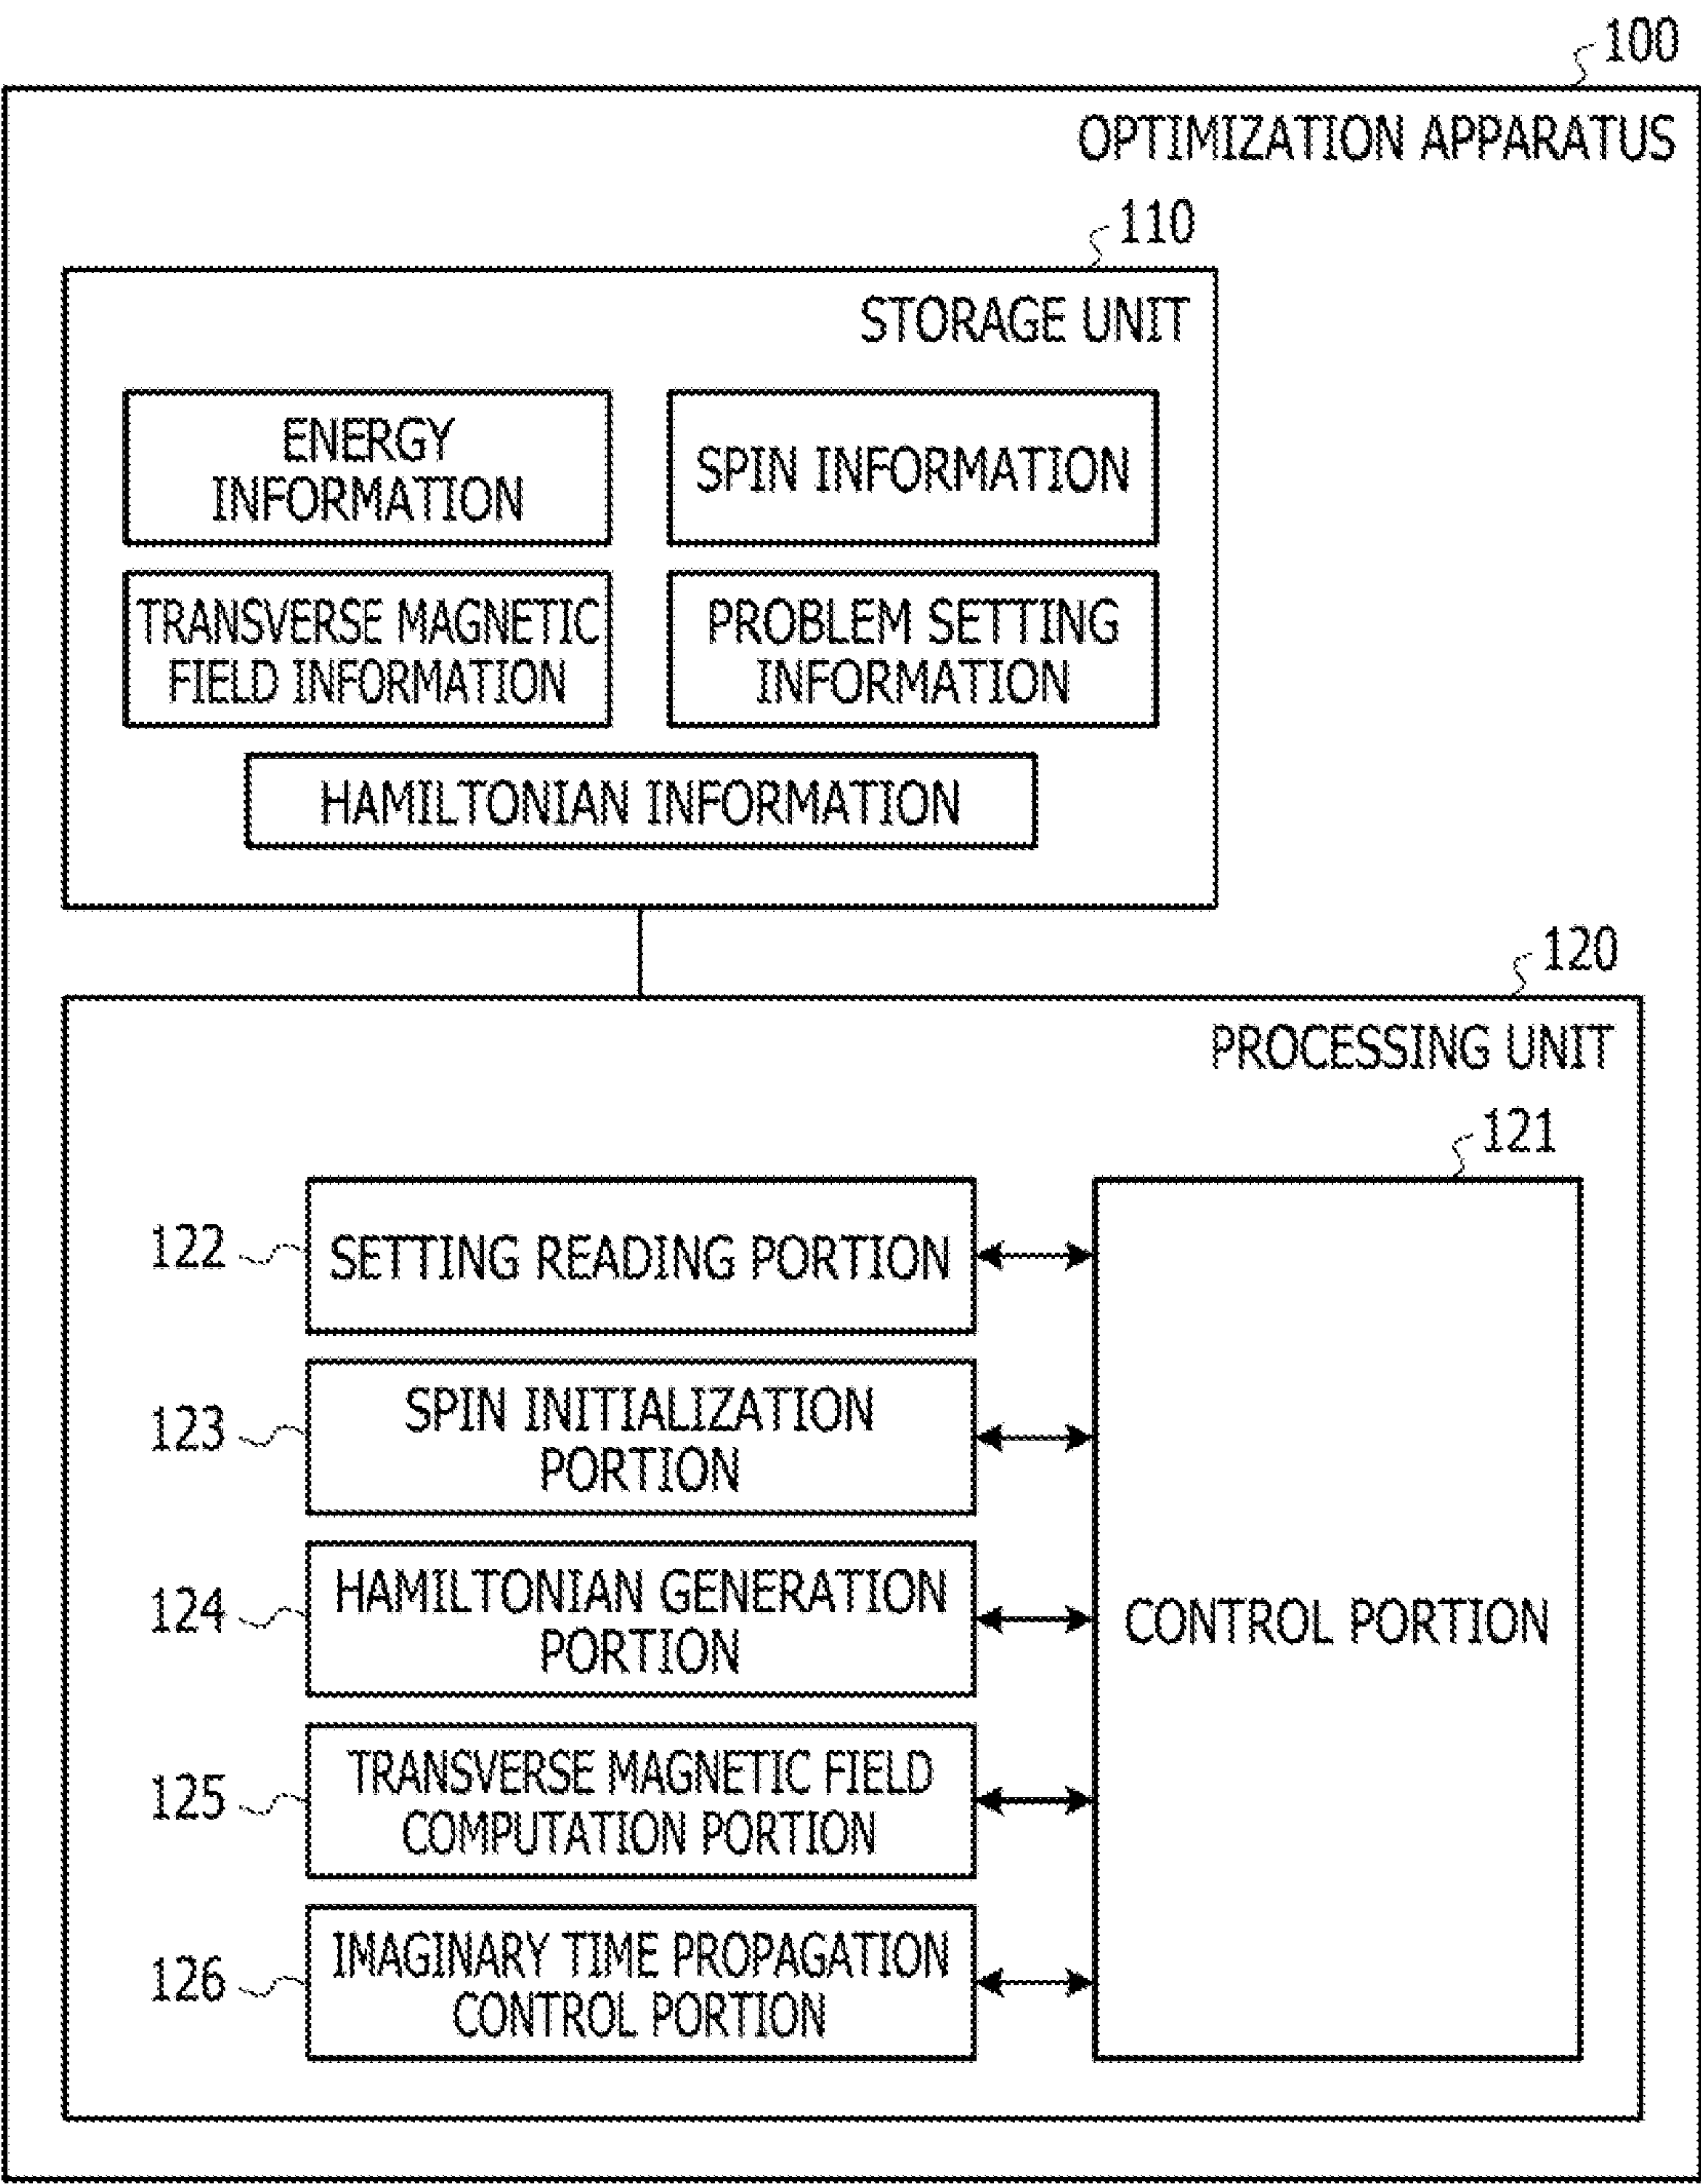 100
OPTIMIZATION APPARATUS
110
STORAGE UNIT
ENERGY
INFORMATION
SPIN INFORMATION
TRANSVERSE MAGNETIC
FIELD INFORMATION
PROBLEM SETTING
INFORMATION
HAMILTONIAN INFORMATION
120
PROCESSING UNIT
121
CONTROL PORTION
122
SETTING READING PORTION
123
SPIN INITIALIZATION
PORTION
124
HAMILTONIAN GENERATION
PORTION
125
TRANSVERSE MAGNETIC FIELD
COMPUTATION PORTION
126
IMAGINARY TIME PROPAGATION
CONTROL PORTION